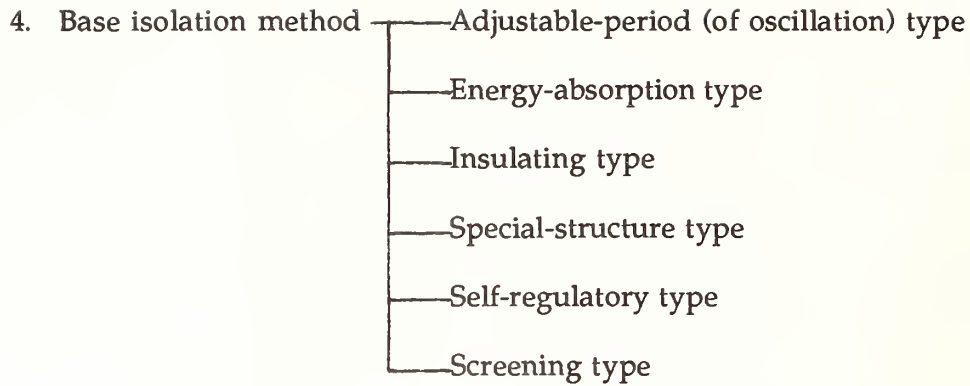 4. Base isolation method Adjustable-period (of oscillation) type
Energy-absorption type
Insulating type
Special-structure type
Self-regulatory type
Screening type